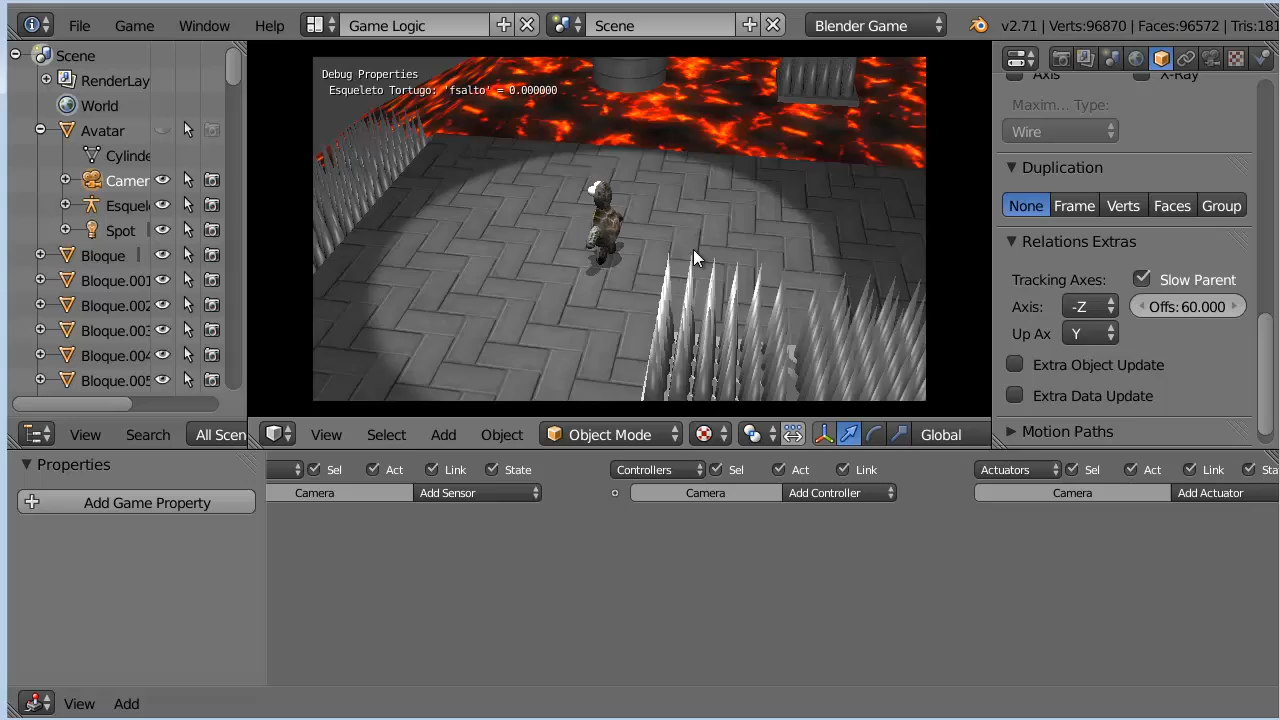 File Game Window Help Game Logic Scene Blender Game v2.71 | Verts:96870 | Faces:96572 | Tris:181
Scene
RenderLay
World
Avatar
Cylinde
Camer
Esquel
Spot
Bloque
Bloque.001
Bloque.002
Bloque.003
Bloque.004
Bloque.005
View Search All Scen
Debug Properties
Esqueleto Tortugo: 'fsalto' = 0.000000
View Select Add Object Object Mode Global
Axis X-Ray
Maxim... Type:
Wire
Duplication
None Frame Verts Faces Group
Relations Extras
Tracking Axes: Slow Parent
Axis: -Z Offs: 60.000
Up Ax Y
Extra Object Update
Extra Data Update
Motion Paths
Properties
Add Game Property
Sel Act Link State
Camera Add Sensor
Controllers Sel Act Link
Camera Add Controller
Actuators Sel Act Link Sta
Camera Add Actuator
View Add